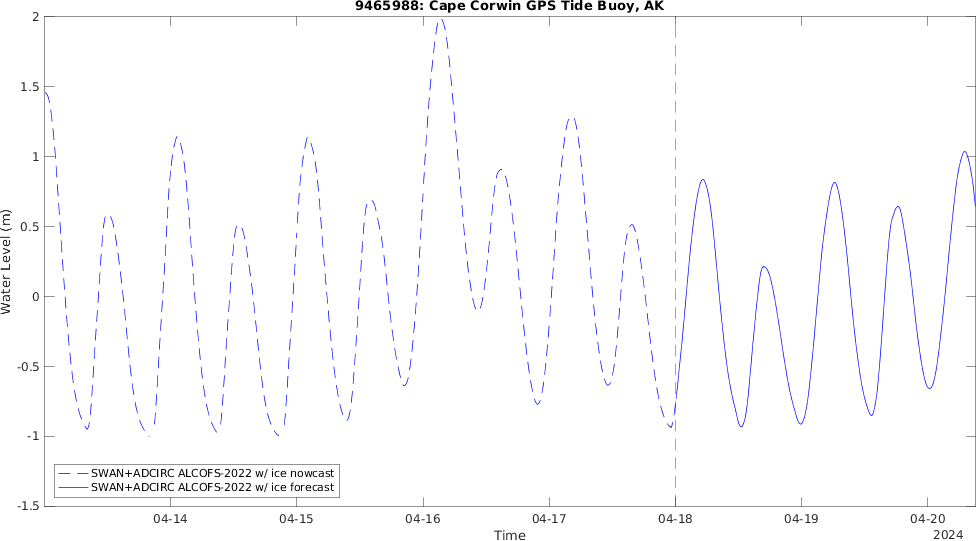 9465988: Cape Corwin GPS Tide Buoy, AK
2
1.5
1
0.5
0
-0.5
-1
-1.5
Water Level (m)
SWAN+ADCIRC ALCOFS-2022 w/ ice nowcast
SWAN+ADCIRC ALCOFS-2022 w/ ice forecast
04-14 04-15 04-16 04-17 04-18 04-19 04-20
Time
2024